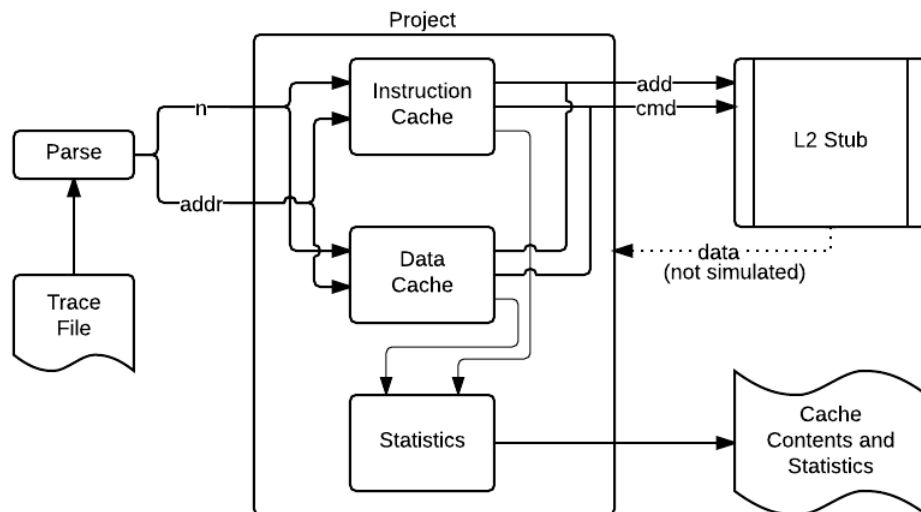 Project
n
Instruction
Cache
add
cmd
L2 Stub
Parse
addr
Data
Cache
data
(not simulated)
Trace
File
Statistics
Cache
Contents and
Statistics